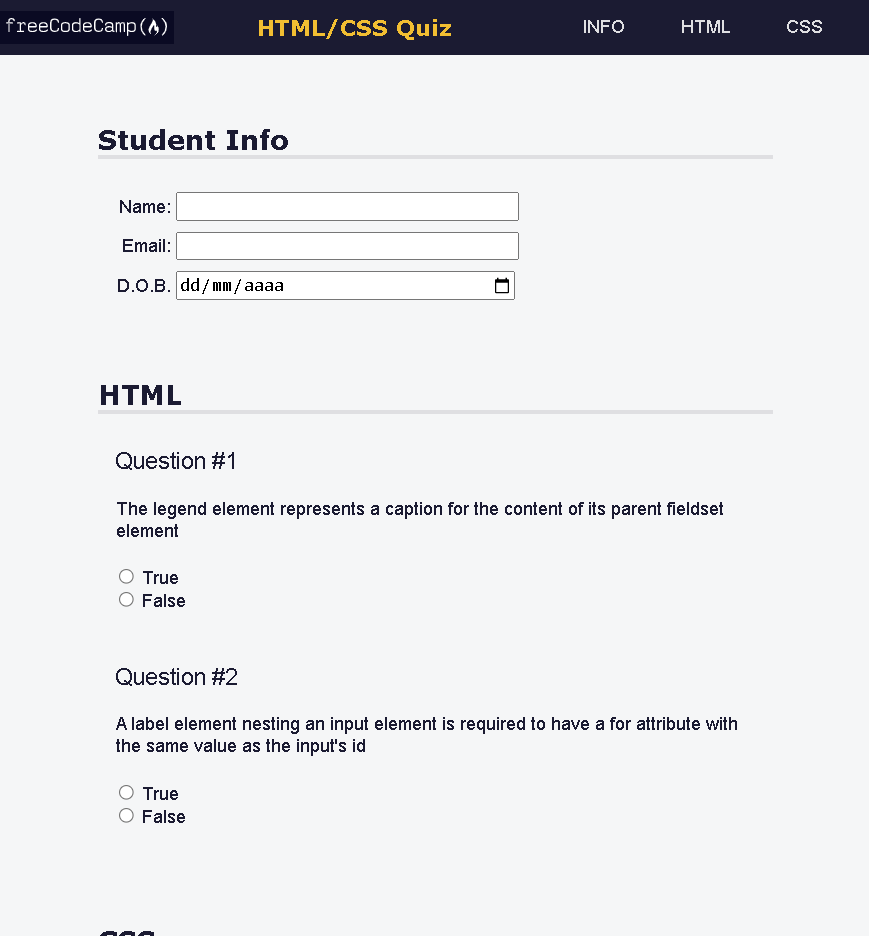 freeCodeCamp(🔥)
HTML/CSS Quiz
INFO
HTML
CSS
Student Info
Name:
Email:
D.O.B.
dd/mm/aaaa
HTML
Question #1
The legend element represents a caption for the content of its parent fieldset
element
True
False
Question #2
A label element nesting an input element is required to have a for attribute with
the same value as the input's id
True
False
CSS